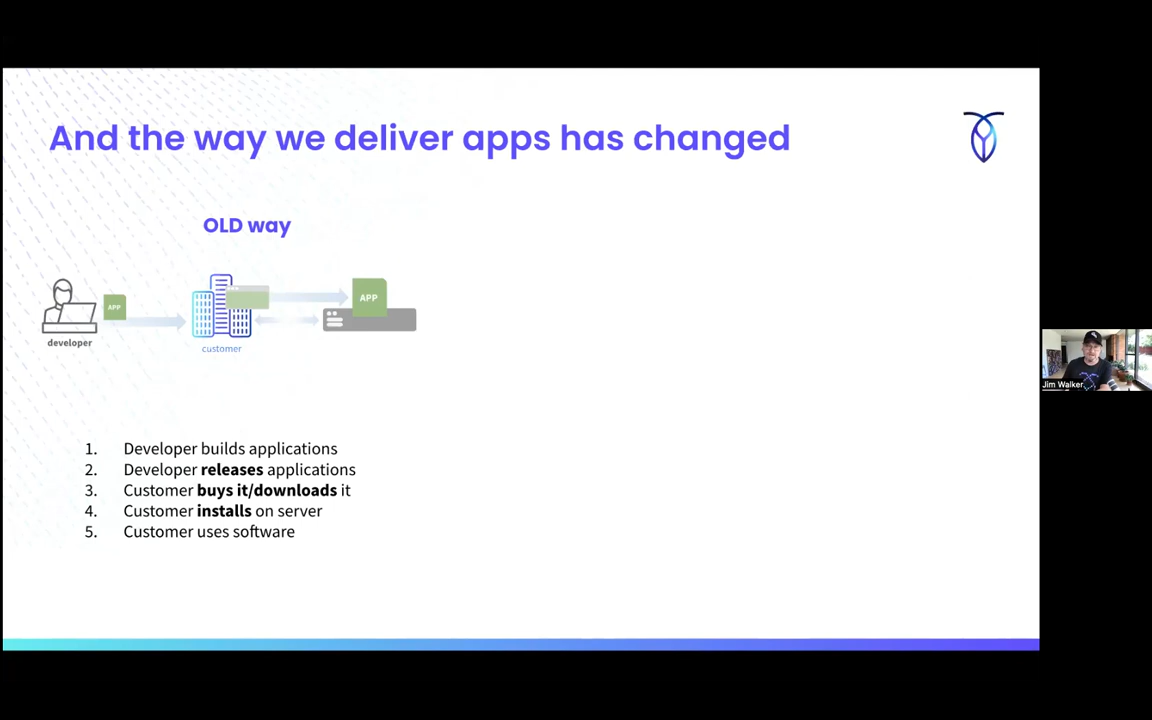 And the way we deliver apps has changed
OLD way
APP
APP
developer
customer
1. Developer builds applications
2. Developer releases applications
3. Customer buys it/downloads it
4. Customer installs on server
5. Customer uses software
Jim Walker